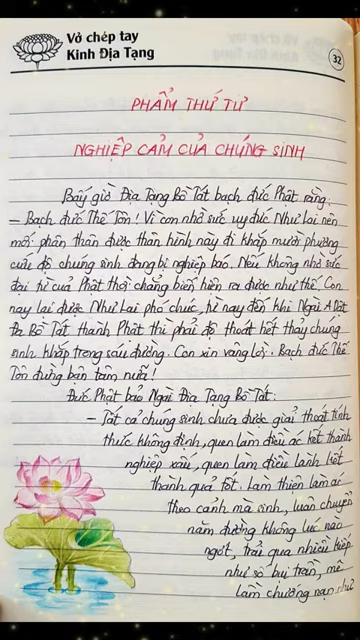 Vở chép tay
Kinh Địa Tạng
32
PHẨM THỨ TƯ
NGHIỆP CẢM CỦA CHÚNG SINH
Bấy giờ Địa Tạng Bồ Tát bạch đức Phật rằng:
- Bạch đức Thế Tôn! Vì con nhờ sức uy đức Như Lai nên
mới phân thân được thân hình này đi khắp mười phương
cứu độ chúng sinh đang bị nghiệp báo. Nếu không nhờ sức
đại từ của Phật thời chẳng biến hiện ra được như thế. Con
nay lại được Như Lai phó chúc, từ nay đến khi Ngài A Dật
Đa Bồ Tát thành Phật thì phải độ thoát hết thảy chúng
sinh khắp trong sáu đường. Con xin vâng lời. Bạch đức Thế
Tôn đừng bận tâm nữa!
Đức Phật bảo Ngài Địa Tạng Bồ Tát:
- Tất cả chúng sinh chưa được giải thoát tính
thức không định, quen làm điều ác kết thành
nghiệp xấu, quen làm điều lành kết
thành quả tốt. Làm thiện làm ác
theo cảnh mà sinh, luân chuyển
năm đường không lúc nào
ngớt, trải qua nhiều kiếp
như số bụi trần, mê
lầm chướng nạn như